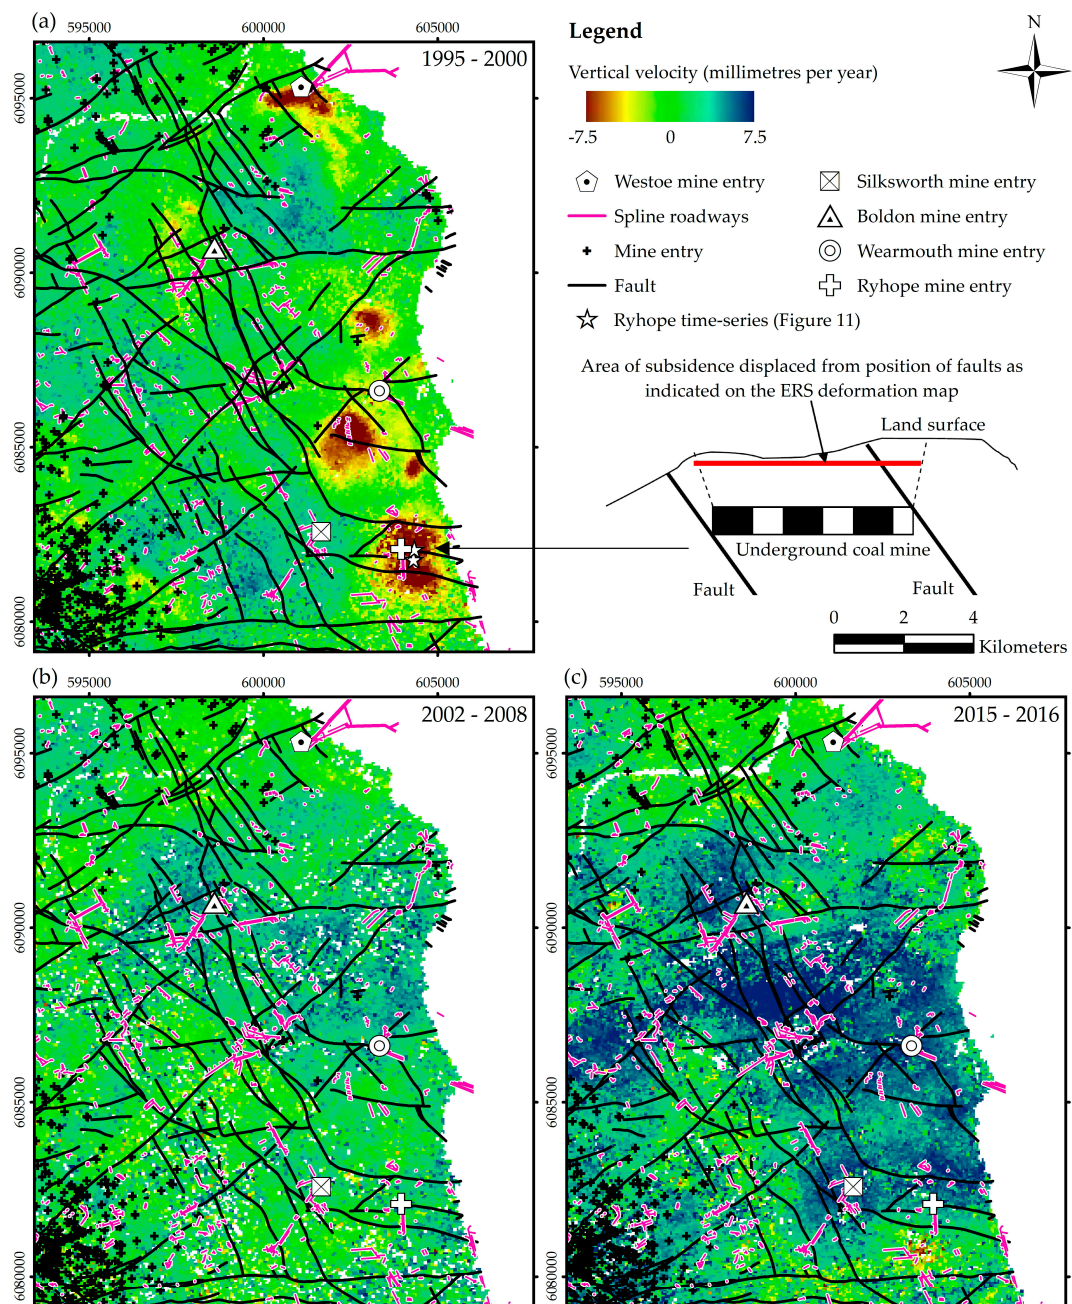 (a)
595000
600000
605000
1995 - 2000
6095000
6090000
6085000
6080000
Legend
N
Vertical velocity (millimetres per year)
-7.5
0
7.5
Westoe mine entry
Silksworth mine entry
Spline roadways
Boldon mine entry
Mine entry
Wearmouth mine entry
Fault
Ryhope mine entry
Ryhope time-series (Figure 11)
Area of subsidence displaced from position of faults as
indicated on the ERS deformation map
Land surface
Underground coal mine
Fault
Fault
0
2
4
Kilometers
(b)
595000
600000
605000
2002 - 2008
6095000
6090000
6085000
6080000
(c)
595000
600000
605000
2015 - 2016
6095000
6090000
6085000
6080000